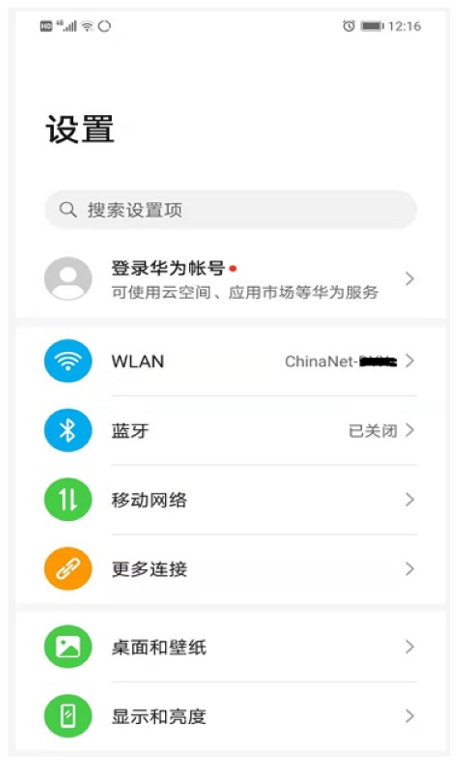 HD 4G 12:16
设置
搜索设置项
登录华为帐号
可使用云空间、应用市场等华为服务
WLAN ChinaNet-
蓝牙 已关闭
移动网络
更多连接
桌面和壁纸
显示和亮度